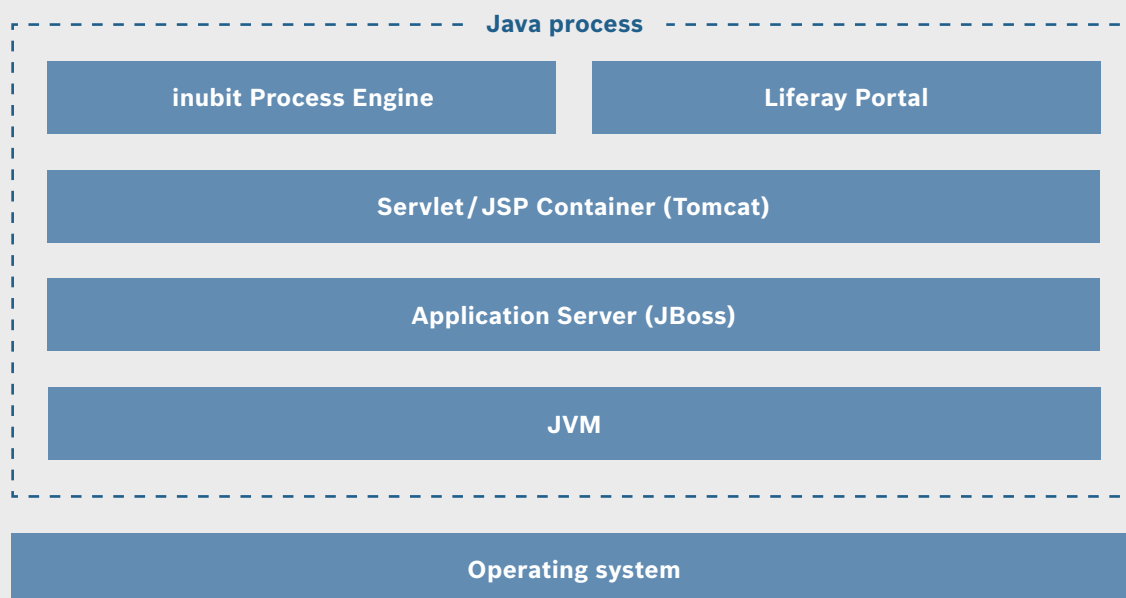 Java process
inubit Process Engine
Liferay Portal
Servlet/JSP Container (Tomcat)
Application Server (JBoss)
JVM
Operating system